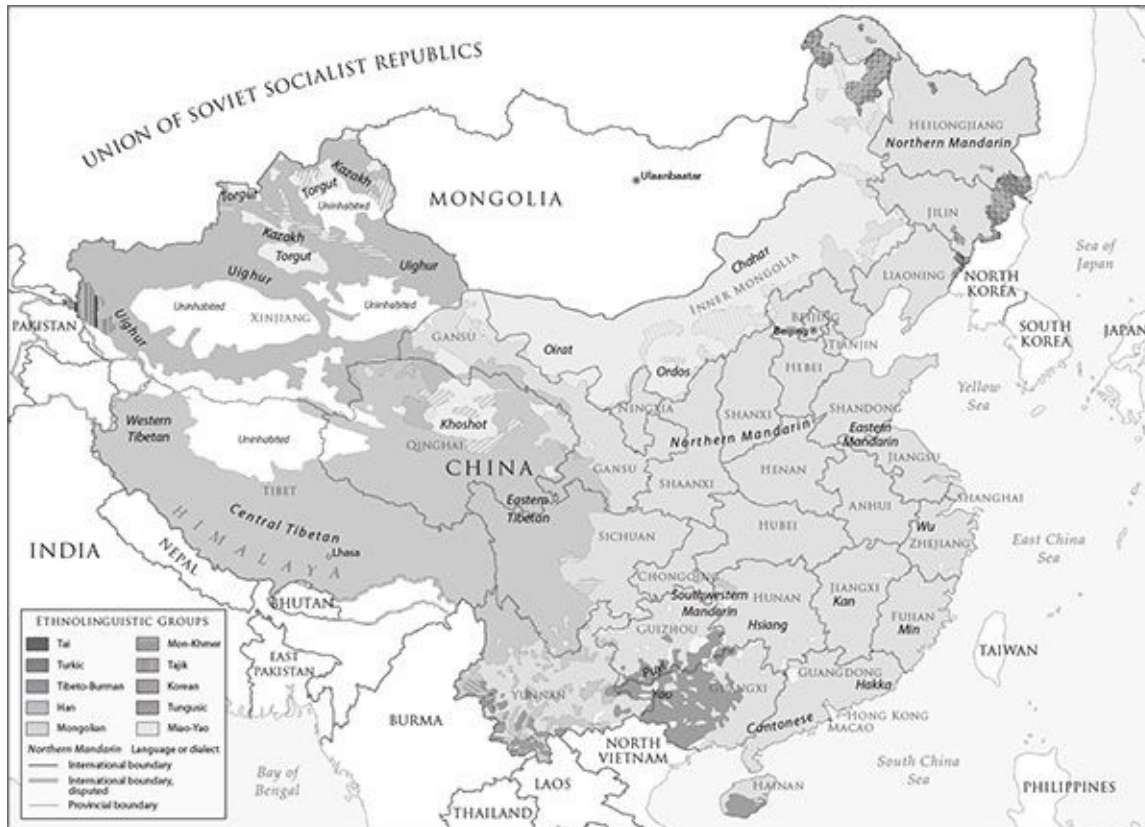 UNION OF SOVIET SOCIALIST REPUBLICS
HEILONGJIANG
Northern Mandarin
Kazakh
Torgut
Torgut
Uninhabited
MONGOLIA
Ulaanbaatar
JILIN
Kazakh
Torgut
Chahat
Sea of
Japan
Uighur
Uighur
INNER MONGOLIA
LIAONING
NORTH
KOREA
Uninhabited
Uninhabited
XINJIANG
BEIJING
Beijing
PAKISTAN
Uighur
GANSU
Oirat
TIANJIN
SOUTH
KOREA
JAPAN
Ordos
HEBEI
Yellow
Sea
Western
Tibetan
Uninhabited
Khoshot
NINGXIA
SHANXI
SHANDONG
QINGHAI
Northern Mandarin
Eastern
Mandarin
CHINA
GANSU
HENAN
JIANGSU
TIBET
SHAANXI
Eastern
Tibetan
ANHUI
SHANGHAI
Central Tibetan
HUBEI
Wu
INDIA
HIMALAYA
Lhasa
SICHUAN
ZHEJIANG
East China
Sea
NEPAL
CHONGQING
JIANGXI
BHUTAN
Southwestern
Mandarin
HUNAN
Kan
FUJIAN
Hsiang
Min
GUIZHOU
TAIWAN
EAST
PAKISTAN
Puyi
Yao
GUANGXI
GUANGDONG
YUNNAN
Hakka
BURMA
Cantonese
HONG KONG
MACAO
NORTH
VIETNAM
South China
Sea
Bay of
Bengal
LAOS
HAINAN
PHILIPPINES
THAILAND
ETHNOLINGUISTIC GROUPS
Tai
Mon-Khmer
Turkic
Tajik
Tibeto-Burman
Korean
Han
Tungusic
Mongolian
Miao-Yao
Northern Mandarin Language or dialect
International boundary
International boundary,
disputed
Provincial boundary